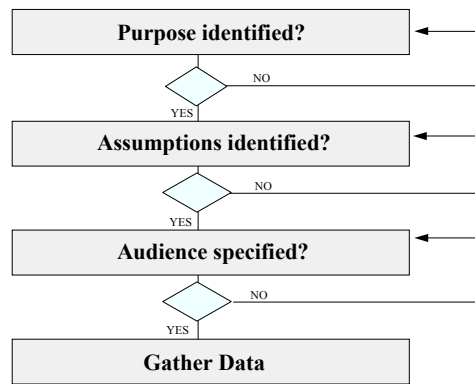 Purpose identified?
NO
YES
Assumptions identified?
NO
YES
Audience specified?
NO
YES
Gather Data